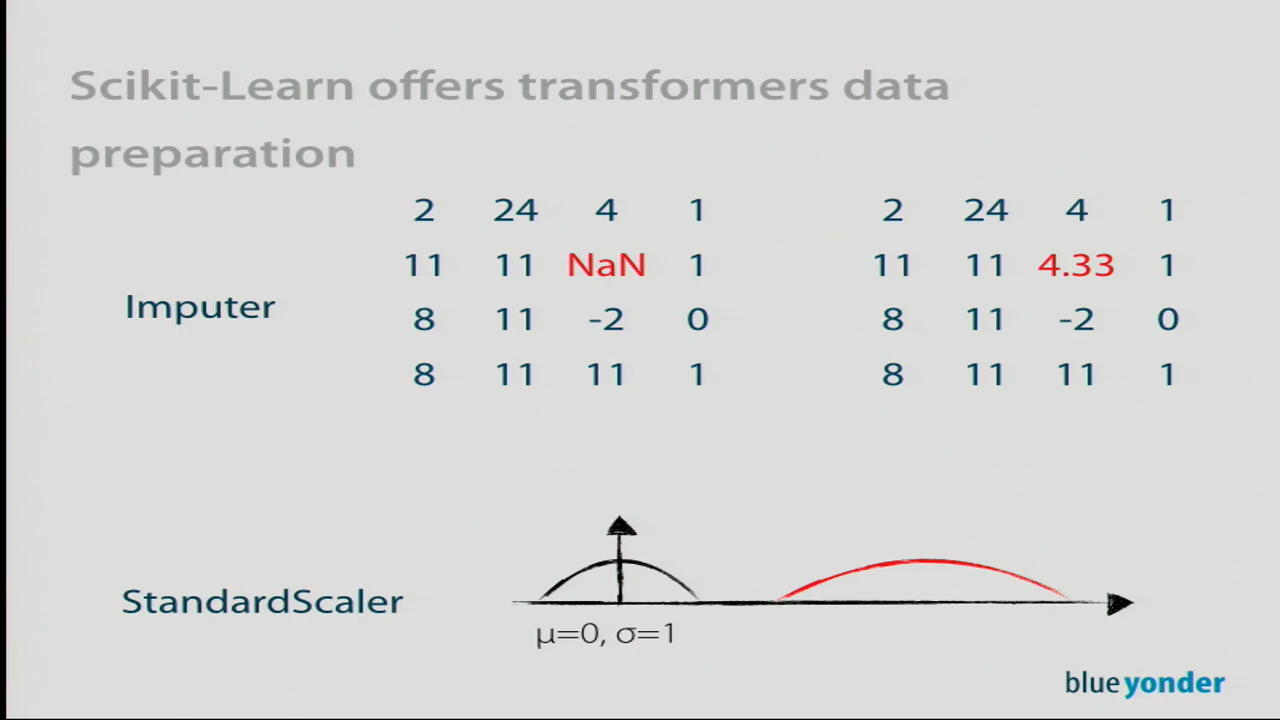 Scikit-Learn offers transformers data
preparation
2 24 4 1 2 24 4 1
11 11 NaN 1 11 11 4.33 1
Imputer
8 11 -2 0 8 11 -2 0
8 11 11 1 8 11 11 1
StandardScaler
μ=0, σ=1
blueyonder